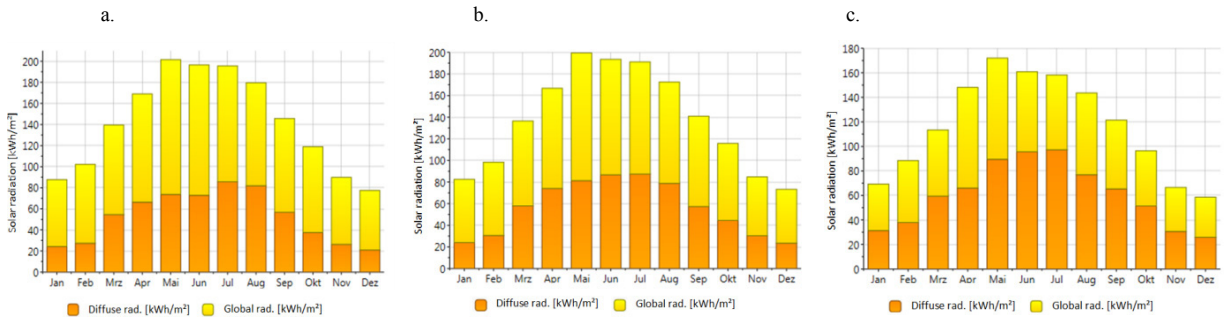 a.
Solar radiation [kWh/m²]
200
180
160
140
120
100
80
60
40
20
0
Jan Feb Mrz Apr Mai Jun Jul Aug Sep Okt Nov Dez
Diffuse rad. [kWh/m²] Global rad. [kWh/m²]
b.
Solar radiation [kWh/m²]
200
180
160
140
120
100
80
60
40
20
0
Jan Feb Mrz Apr Mai Jun Jul Aug Sep Okt Nov Dez
Diffuse rad. [kWh/m²] Global rad. [kWh/m²]
c.
Solar radiation [kWh/m²]
180
160
140
120
100
80
60
40
20
0
Jan Feb Mrz Apr Mai Jun Jul Aug Sep Okt Nov Dez
Diffuse rad. [kWh/m²] Global rad. [kWh/m²]